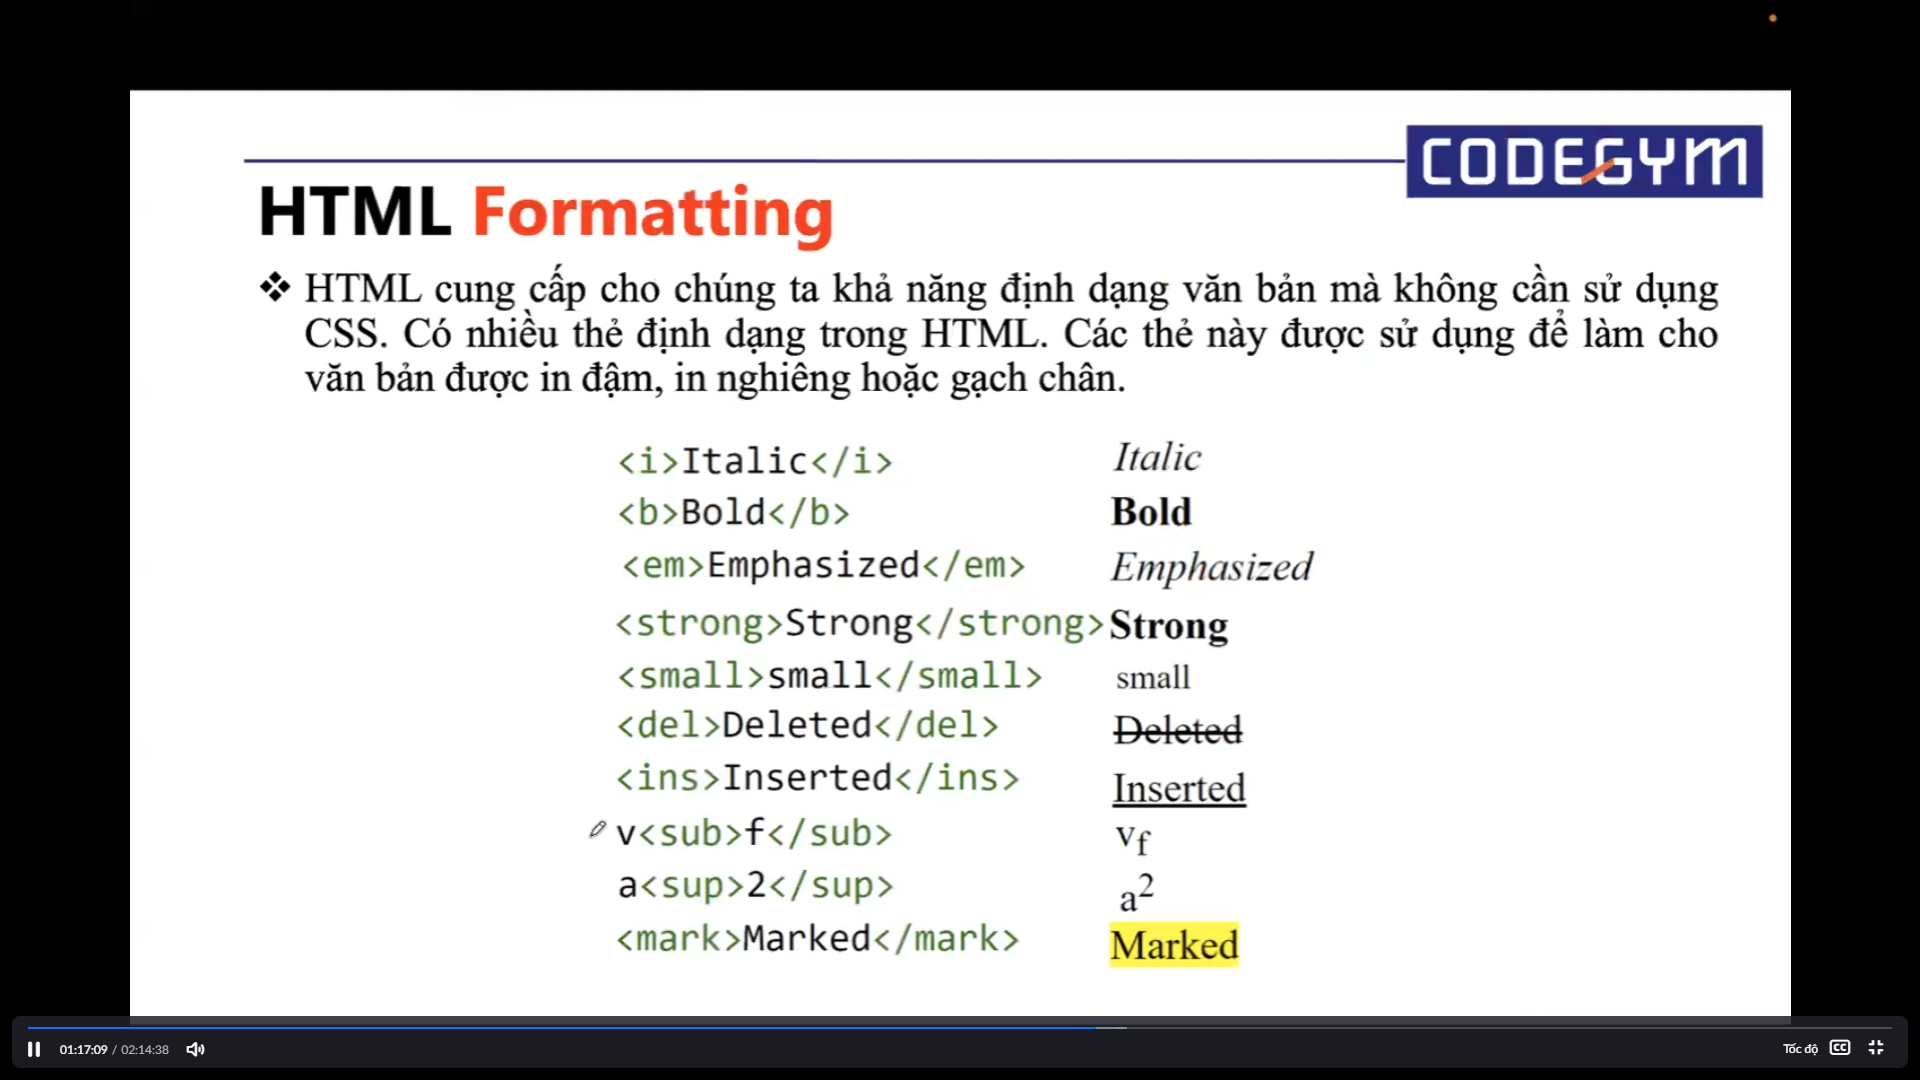 CODEGYM
HTML Formatting
❖ HTML cung cấp cho chúng ta khả năng định dạng văn bản mà không cần sử dụng
CSS. Có nhiều thẻ định dạng trong HTML. Các thẻ này được sử dụng để làm cho
văn bản được in đậm, in nghiêng hoặc gạch chân.
<i>Italic</i> Italic
<b>Bold</b> Bold
<em>Emphasized</em> Emphasized
<strong>Strong</strong> Strong
<small>small</small> small
<del>Deleted</del> Deleted
<ins>Inserted</ins> Inserted
v<sub>f</sub> vf
a<sup>2</sup> a2
<mark>Marked</mark> Marked
01:17:09 / 02:14:38 Tốc độ CC